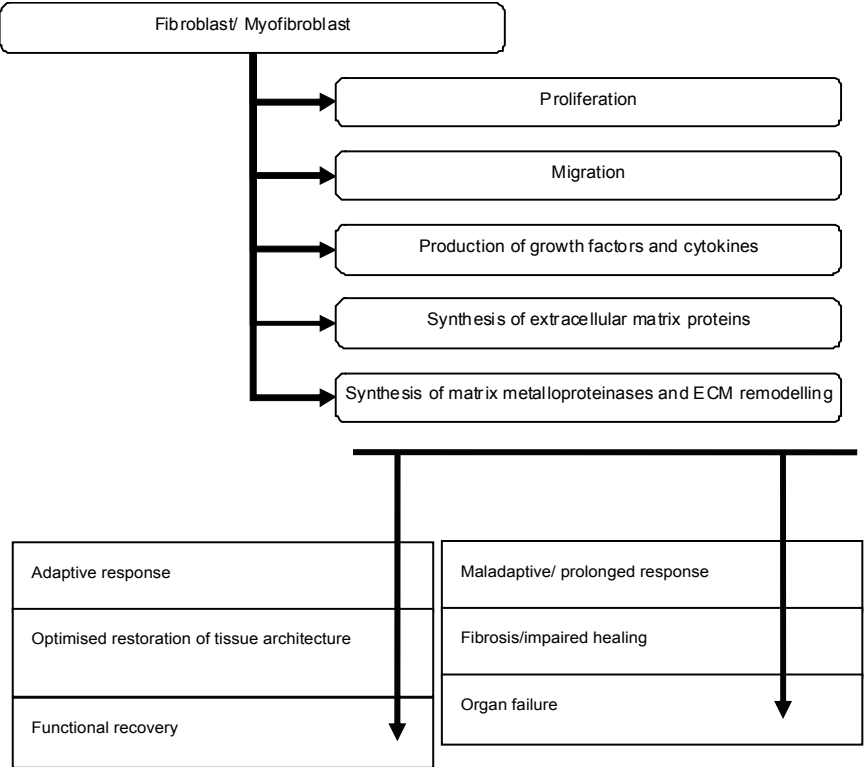 Fibroblast/ Myofibroblast
Proliferation
Migration
Production of growth factors and cytokines
Synthesis of extracellular matrix proteins
Synthesis of matrix metalloproteinases and ECM remodelling
Adaptive response
Optimised restoration of tissue architecture
Functional recovery
Maladaptive/ prolonged response
Fibrosis/impaired healing
Organ failure